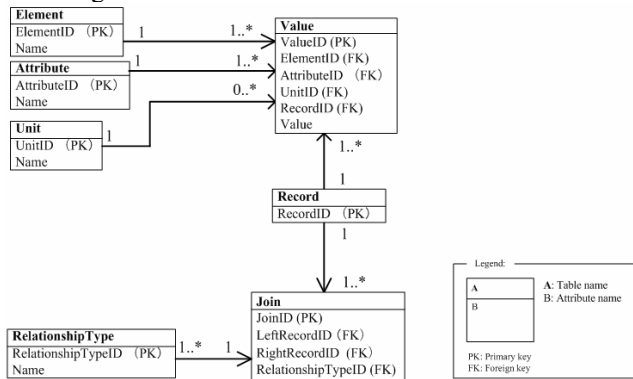 Element
ElementID (PK)
Name
1
1..*
Attribute
AttributeID (PK)
Name
1
1..*
Unit
UnitID (PK)
Name
1
0..*
Value
ValueID (PK)
ElementID (FK)
AttributeID (FK)
UnitID (FK)
RecordID (FK)
Value
1..*
1
Record
RecordID (PK)
1
1..*
Join
JoinID (PK)
LeftRecordID (FK)
RightRecordID (FK)
RelationshipTypeID (FK)
RelationshipType
RelationshipTypeID (PK)
Name
1..*
1
Legend:
A
B
A: Table name
B: Attribute name
PK: Primary key
FK: Foreign key